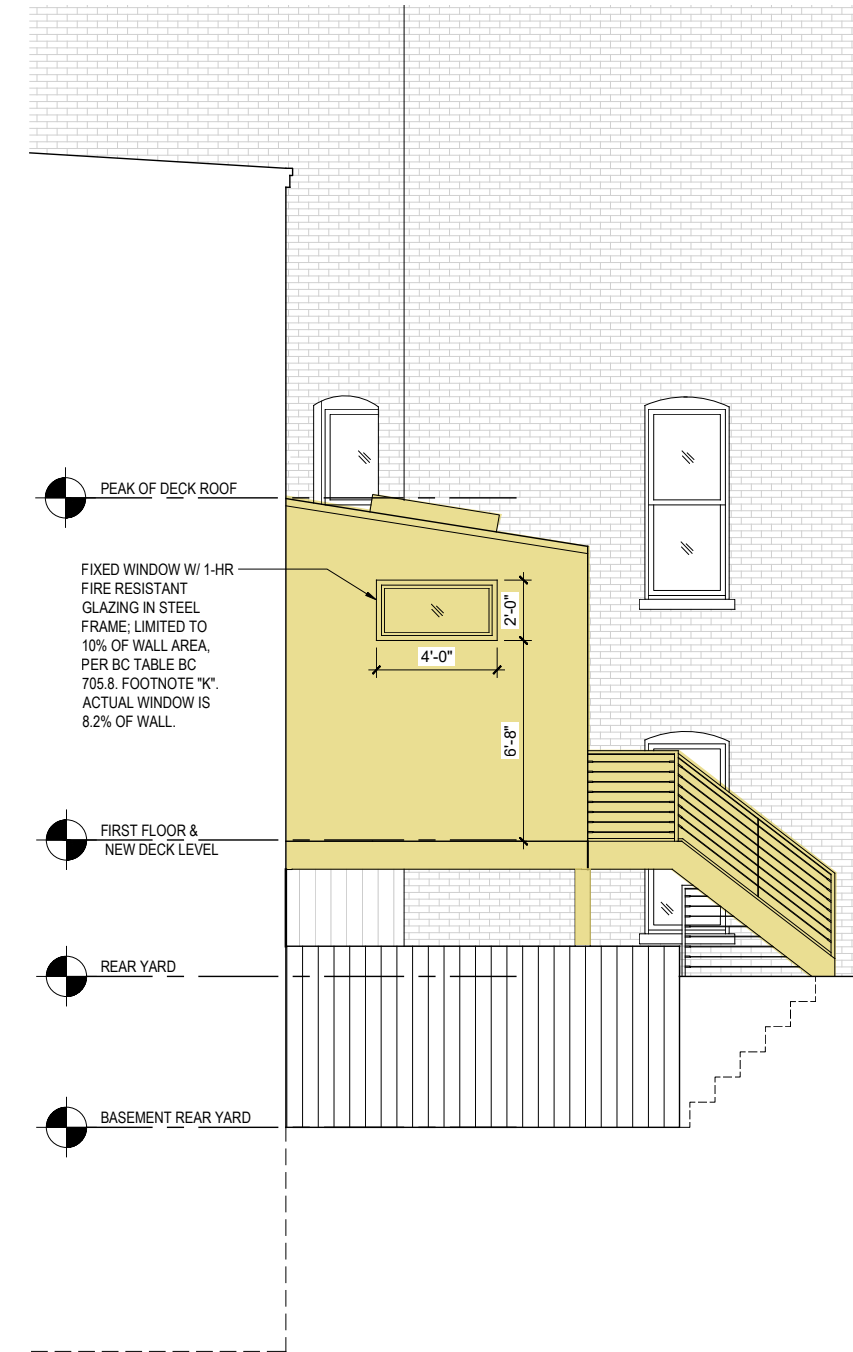 PEAK OF DECK ROOF
FIXED WINDOW W/ 1-HR
FIRE RESISTANT
GLAZING IN STEEL
FRAME; LIMITED TO
10% OF WALL AREA,
PER BC TABLE BC
705.8. FOOTNOTE "K".
ACTUAL WINDOW IS
8.2% OF WALL.
2'-0"
4'-0"
6'-8"
FIRST FLOOR &
NEW DECK LEVEL
REAR YARD
BASEMENT REAR YARD